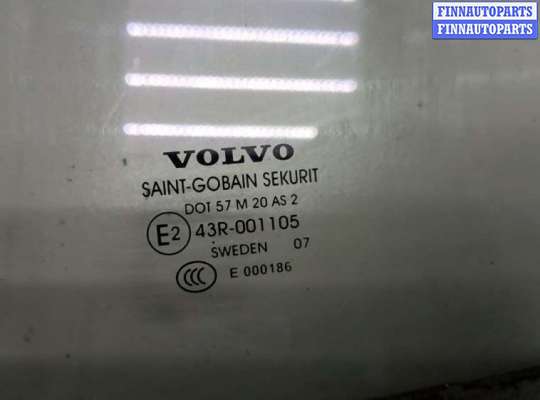 FINNAUTOPARTS
FINNAUTOPARTS
VOLVO
SAINT-GOBAIN SEKURIT
DOT 57 M 20 AS 2
E2 43R-001105
SWEDEN 07
CCC E 000186